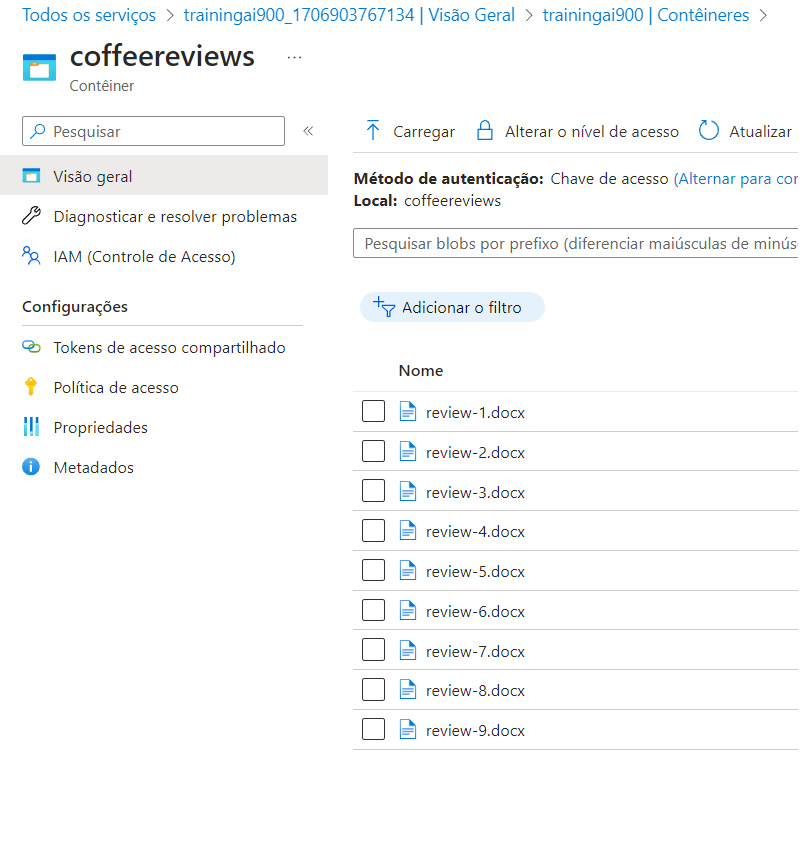 Todos os serviços > trainingai900_1706903767134 | Visão Geral > trainingai900 | Contêineres >
coffeereviews ...
Contêiner
Pesquisar
«
Carregar
Alterar o nível de acesso
Atualizar
Visão geral
Diagnosticar e resolver problemas
IAM (Controle de Acesso)
Configurações
Tokens de acesso compartilhado
Política de acesso
Propriedades
Metadados
Método de autenticação: Chave de acesso (Alternar para cor
Local: coffeereviews
Pesquisar blobs por prefixo (diferenciar maiúsculas de minús
Adicionar o filtro
Nome
review-1.docx
review-2.docx
review-3.docx
review-4.docx
review-5.docx
review-6.docx
review-7.docx
review-8.docx
review-9.docx